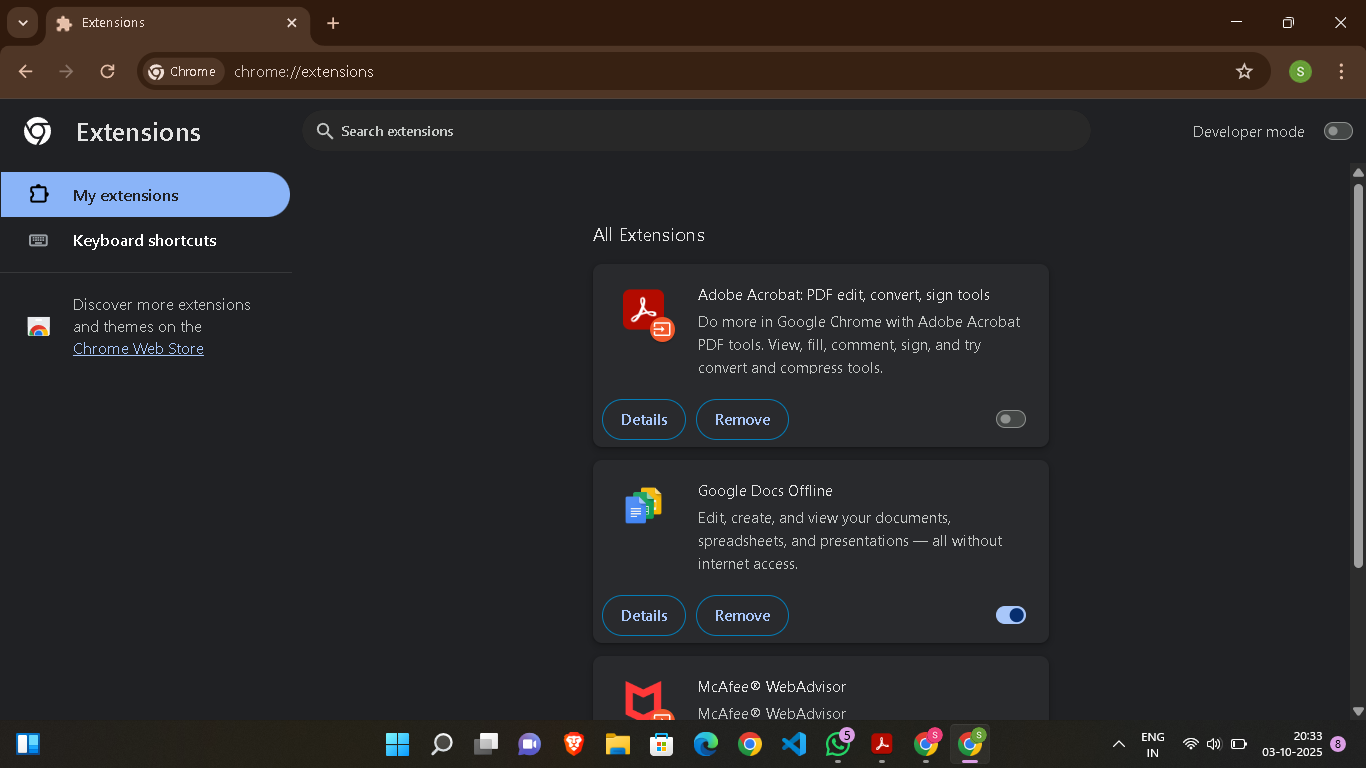 Extensions
Chrome
chrome://extensions
S
Extensions
Search extensions
Developer mode
My extensions
Keyboard shortcuts
Discover more extensions
and themes on the
Chrome Web Store
All Extensions
Adobe Acrobat: PDF edit, convert, sign tools
Do more in Google Chrome with Adobe Acrobat
PDF tools. View, fill, comment, sign, and try
convert and compress tools.
Details
Remove
Google Docs Offline
Edit, create, and view your documents,
spreadsheets, and presentations — all without
internet access.
Details
Remove
McAfee® WebAdvisor
McAfee® WebAdvisor
5
S
S
ENG
IN
20:33
03-10-2025
8